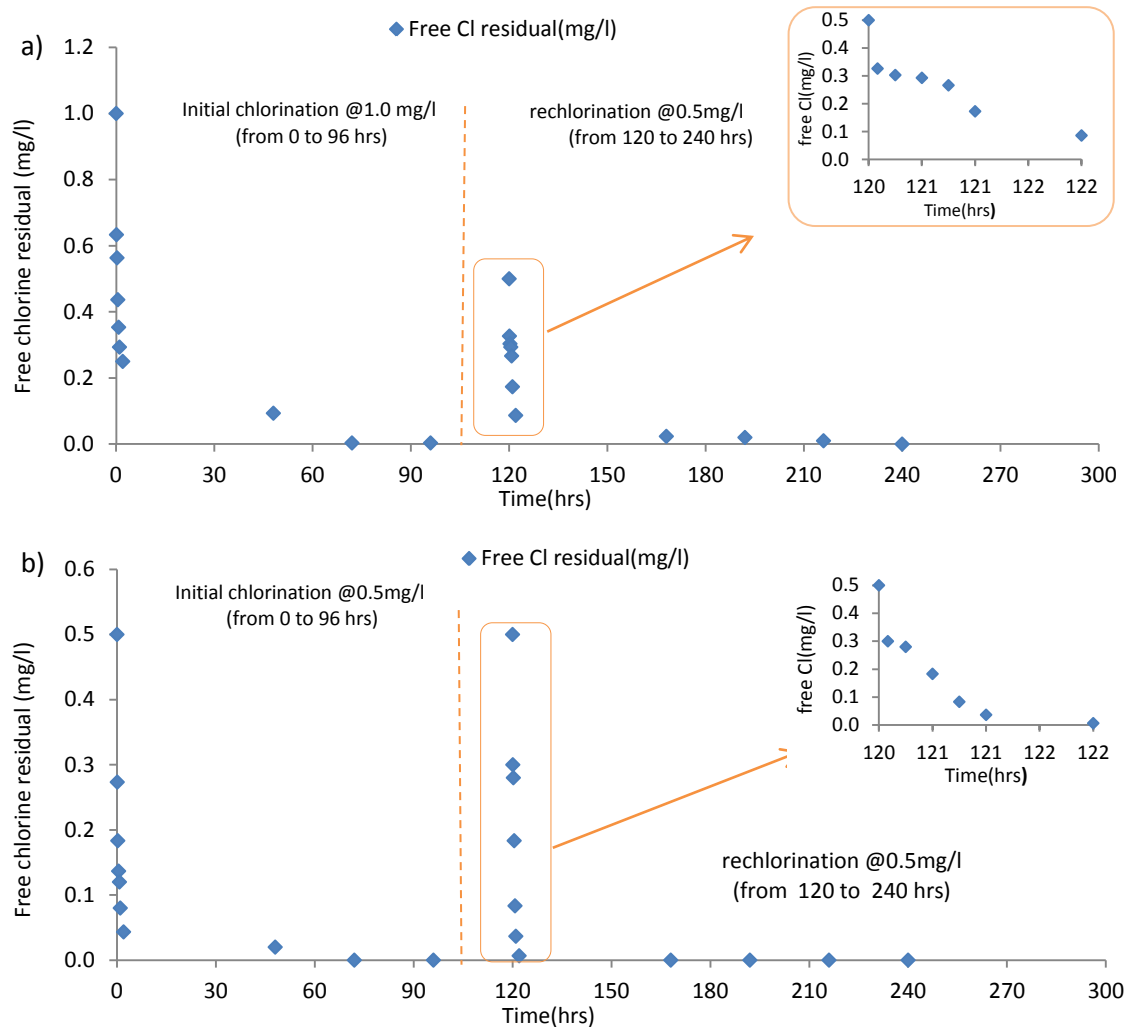 a)
Free Cl residual(mg/l)
Initial chlorination @1.0 mg/l
(from 0 to 96 hrs)
rechlorination @0.5mg/l
(from 120 to 240 hrs)
Free chlorine residual (mg/l)
1.2
1.0
0.8
0.6
0.4
0.2
0.0
0 30 60 90 120 150 180 210 240 270 300
Time(hrs)
free Cl(mg/l)
0.5
0.4
0.3
0.2
0.1
0.0
120 121 121 122 122
Time(hrs)
b)
Free Cl residual(mg/l)
Initial chlorination @0.5mg/l
(from 0 to 96 hrs)
Free chlorine residual (mg/l)
0.6
0.5
0.4
0.3
0.2
0.1
0.0
0 30 60 90 120 150 180 210 240 270 300
Time(hrs)
free Cl(mg/l)
0.5
0.4
0.3
0.2
0.1
0.0
120 121 121 122 122
Time(hrs)
rechlorination @0.5mg/l
(from 120 to 240 hrs)